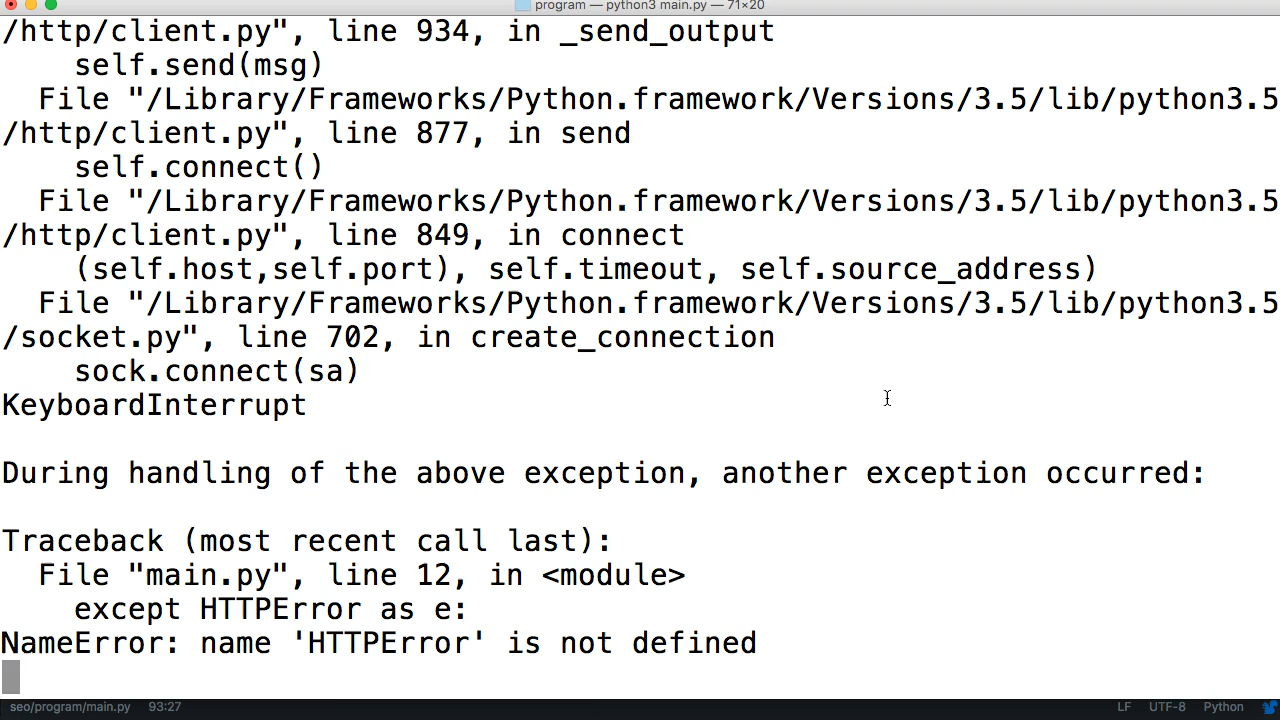 program — python3 main.py — 71×20
/http/client.py", line 934, in _send_output
self.send(msg)
File "/Library/Frameworks/Python.framework/Versions/3.5/lib/python3.5
/http/client.py", line 877, in send
self.connect()
File "/Library/Frameworks/Python.framework/Versions/3.5/lib/python3.5
/http/client.py", line 849, in connect
(self.host,self.port), self.timeout, self.source_address)
File "/Library/Frameworks/Python.framework/Versions/3.5/lib/python3.5
/socket.py", line 702, in create_connection
sock.connect(sa)
KeyboardInterrupt
During handling of the above exception, another exception occurred:
Traceback (most recent call last):
File "main.py", line 12, in <module>
except HTTPError as e:
NameError: name 'HTTPError' is not defined
seo/program/main.py 93:27 LF UTF-8 Python